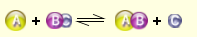 A + BC ⇌ AB + C